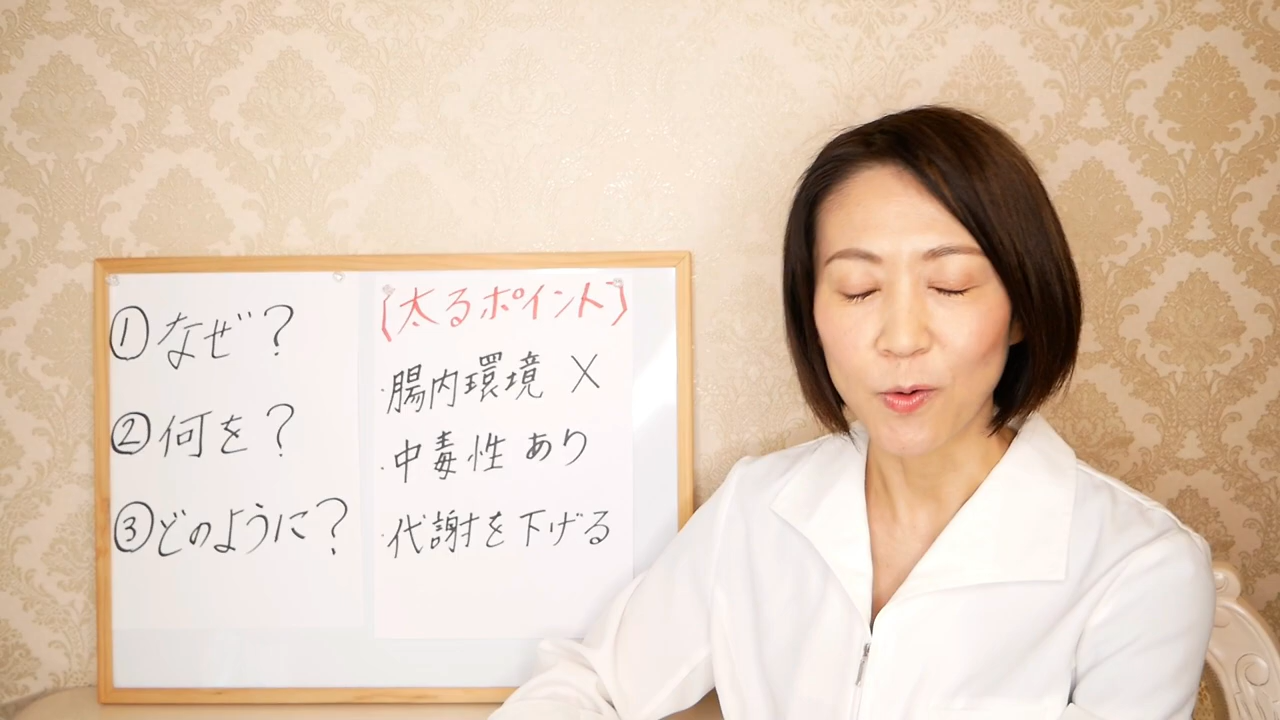 ①なぜ?
②何を?
③どのように?
[太るポイント]
・腸内環境 ×
・中毒性 あり
・代謝を下げる